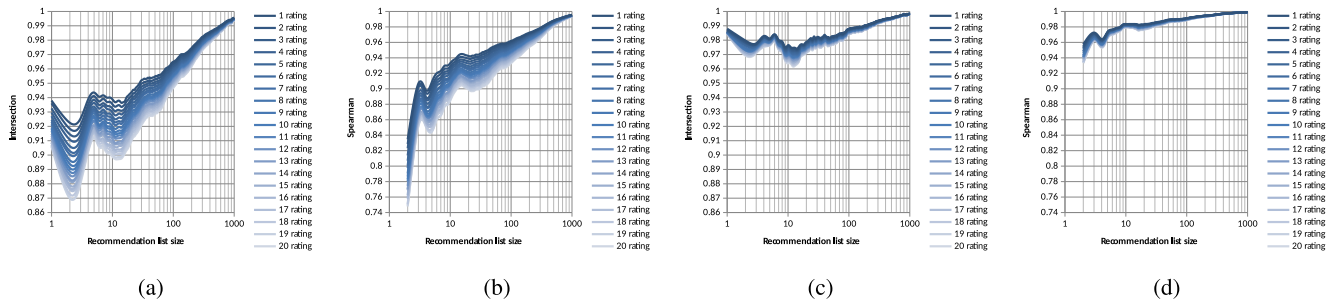 1
0.99
0.98
0.97
0.96
0.95
0.94
0.93
0.92
0.91
0.9
0.89
0.88
0.87
0.86
1
10
100
1000
Intersection
Recommendation list size
1 rating
2 rating
3 rating
4 rating
5 rating
6 rating
7 rating
8 rating
9 rating
10 rating
11 rating
12 rating
13 rating
14 rating
15 rating
16 rating
17 rating
18 rating
19 rating
20 rating
(a)
1
0.98
0.96
0.94
0.92
0.9
0.88
0.86
0.84
0.82
0.8
0.78
0.76
0.74
1
10
100
1000
Spearman
Recommendation list size
1 rating
2 rating
3 rating
4 rating
5 rating
6 rating
7 rating
8 rating
9 rating
10 rating
11 rating
12 rating
13 rating
14 rating
15 rating
16 rating
17 rating
18 rating
19 rating
20 rating
(b)
1
0.99
0.98
0.97
0.96
0.95
0.94
0.93
0.92
0.91
0.9
0.89
0.88
0.87
0.86
1
10
100
1000
Intersection
Recommendation list size
1 rating
2 rating
3 rating
4 rating
5 rating
6 rating
7 rating
8 rating
9 rating
10 rating
11 rating
12 rating
13 rating
14 rating
15 rating
16 rating
17 rating
18 rating
19 rating
20 rating
(c)
1
0.98
0.96
0.94
0.92
0.9
0.88
0.86
0.84
0.82
0.8
0.78
0.76
0.74
1
10
100
1000
Spearman
Recommendation list size
1 rating
2 rating
3 rating
4 rating
5 rating
6 rating
7 rating
8 rating
9 rating
10 rating
11 rating
12 rating
13 rating
14 rating
15 rating
16 rating
17 rating
18 rating
19 rating
20 rating
(d)